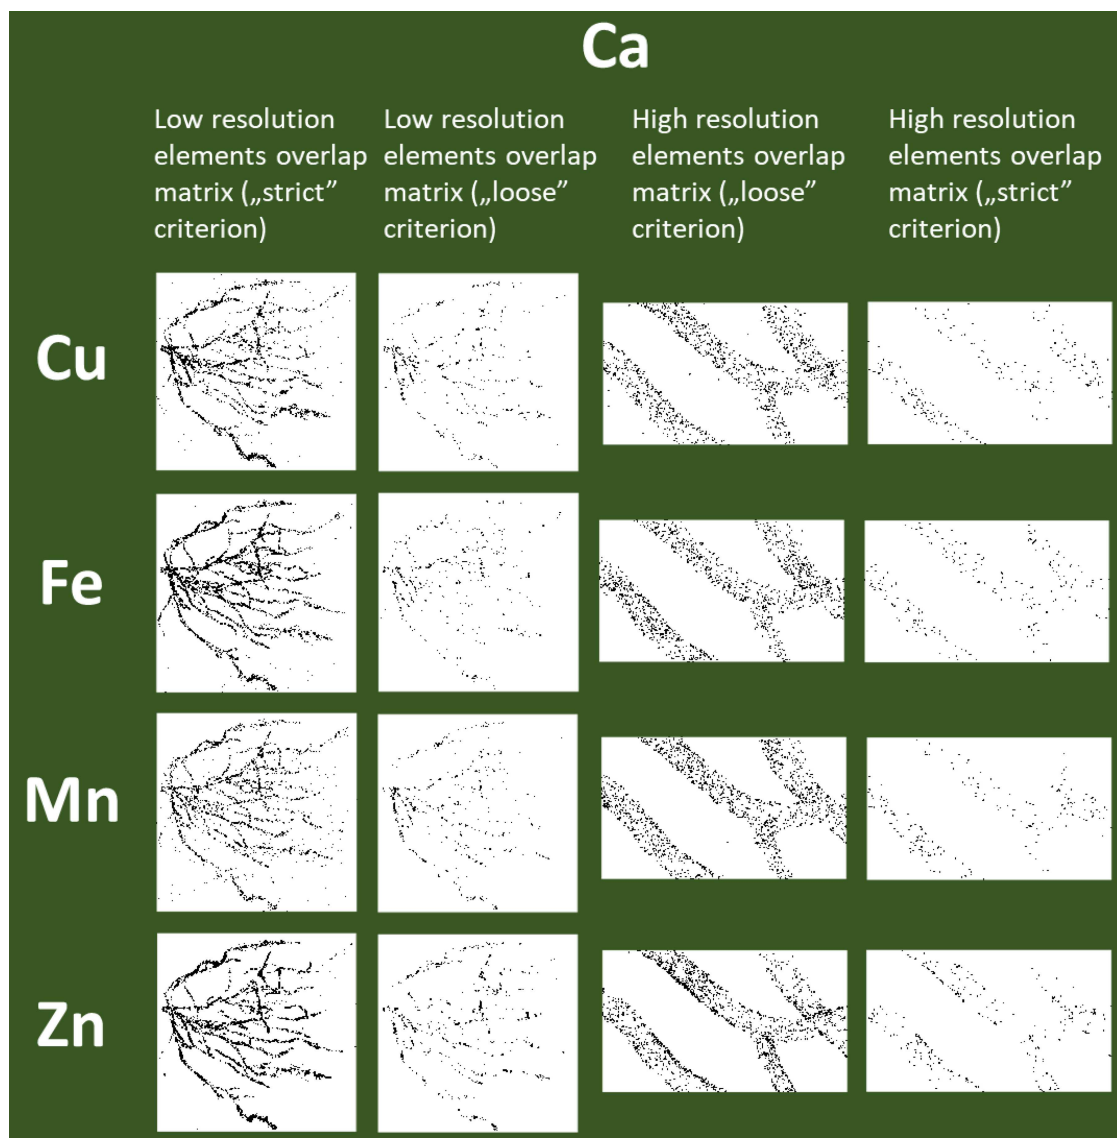 Ca
Low resolution
elements overlap
matrix („strict”
criterion)
Low resolution
elements overlap
matrix („loose”
criterion)
High resolution
elements overlap
matrix („loose”
criterion)
High resolution
elements overlap
matrix („strict”
criterion)
Cu
Fe
Mn
Zn